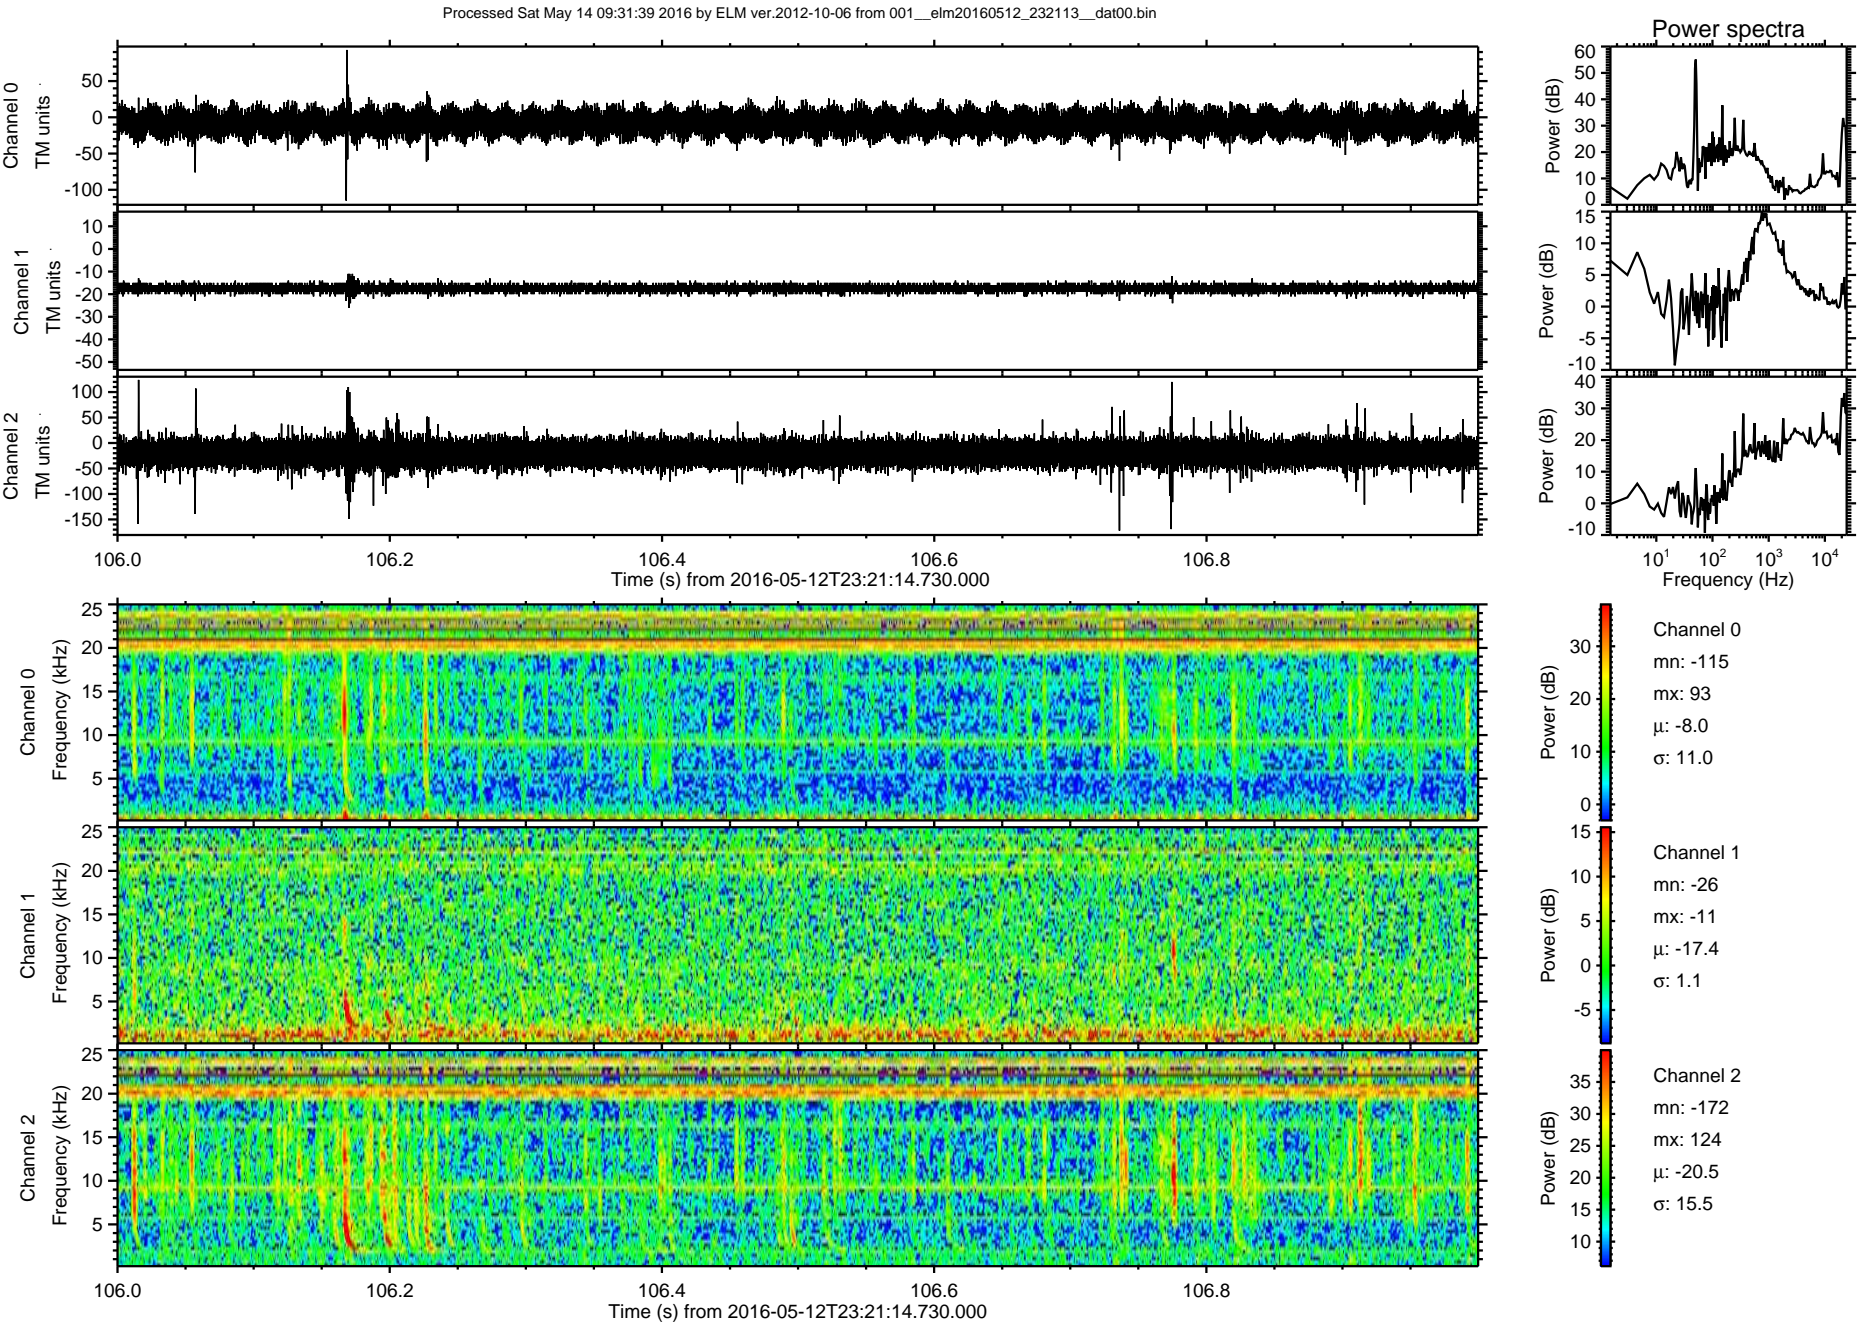 Processed Sat May 14 09:31:39 2016 by ELM ver.2012-10-06 from 001__elm20160512_232113__dat00.bin
Power spectra
Channel 0
TM units
50
0
-50
-100
Power (dB)
60
50
40
30
20
10
0
Channel 1
TM units
10
0
-10
-20
-30
-40
-50
Power (dB)
15
10
5
0
-5
-10
Channel 2
TM units
100
50
0
-50
-100
-150
Power (dB)
40
30
20
10
0
-10
106.0 106.2 106.4 106.6 106.8
Time (s) from 2016-05-12T23:21:14.730.000
10^1 10^2 10^3 10^4
Frequency (Hz)
Channel 0
Frequency (kHz)
25
20
15
10
5
Power (dB)
30
20
10
0
Channel 0
mn: -115
mx: 93
μ: -8.0
σ: 11.0
Channel 1
Frequency (kHz)
25
20
15
10
5
Power (dB)
15
10
5
0
-5
Channel 1
mn: -26
mx: -11
μ: -17.4
σ: 1.1
Channel 2
Frequency (kHz)
25
20
15
10
5
Power (dB)
35
30
25
20
15
10
Channel 2
mn: -172
mx: 124
μ: -20.5
σ: 15.5
106.0 106.2 106.4 106.6 106.8
Time (s) from 2016-05-12T23:21:14.730.000